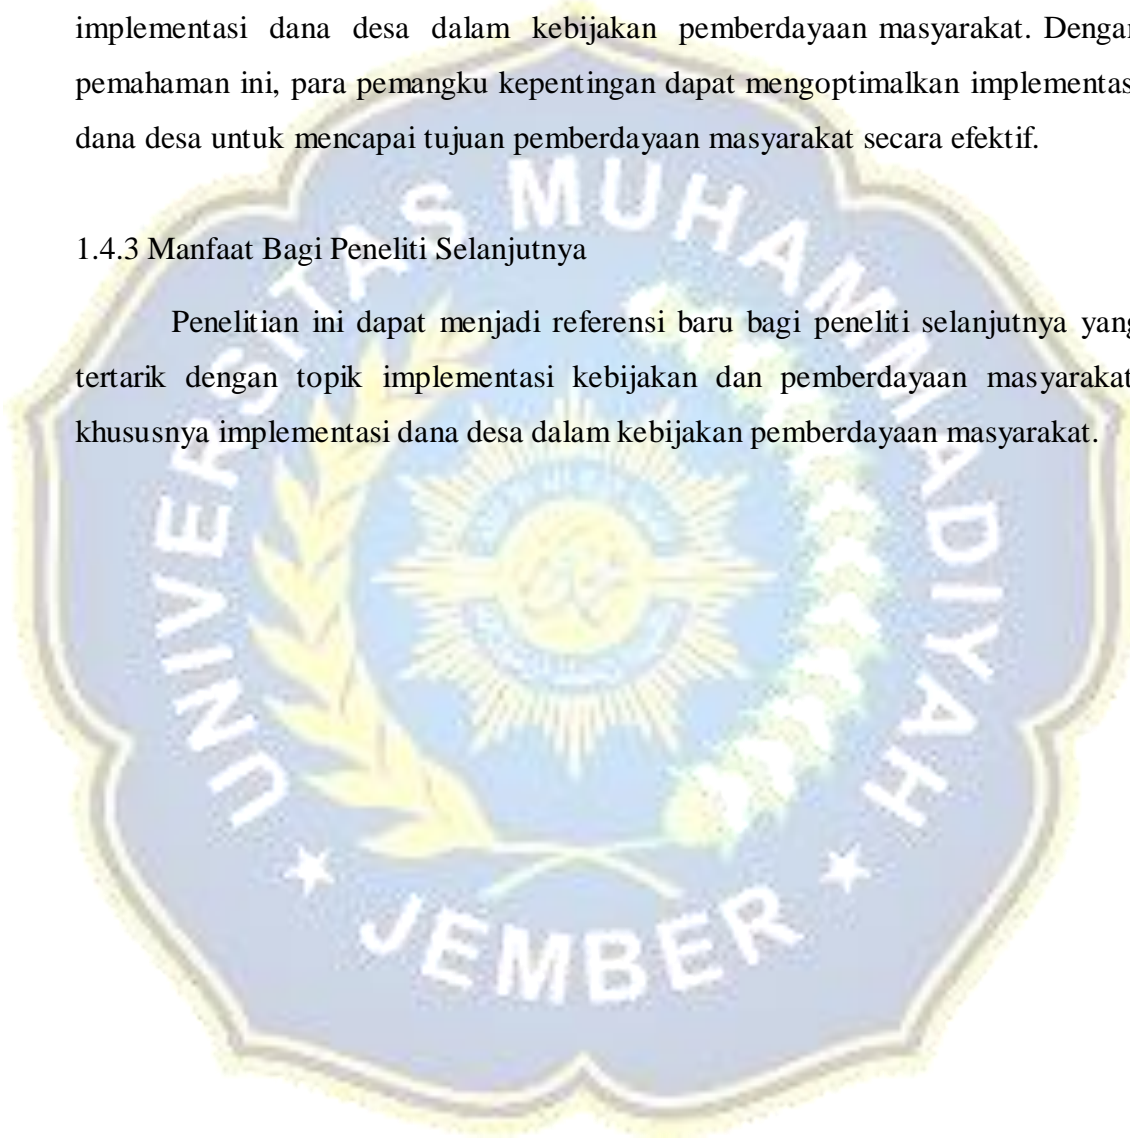 implementasi dana desa dalam kebijakan pemberdayaan masyarakat. Dengan
pemahaman ini, para pemangku kepentingan dapat mengoptimalkan implementasi
dana desa untuk mencapai tujuan pemberdayaan masyarakat secara efektif.
1.4.3 Manfaat Bagi Peneliti Selanjutnya
Penelitian ini dapat menjadi referensi baru bagi peneliti selanjutnya yang
tertarik dengan topik implementasi kebijakan dan pemberdayaan masyarakat
khususnya implementasi dana desa dalam kebijakan pemberdayaan masyarakat.
UNIVERSITAS MUHAMMADIYAH
JEMBER